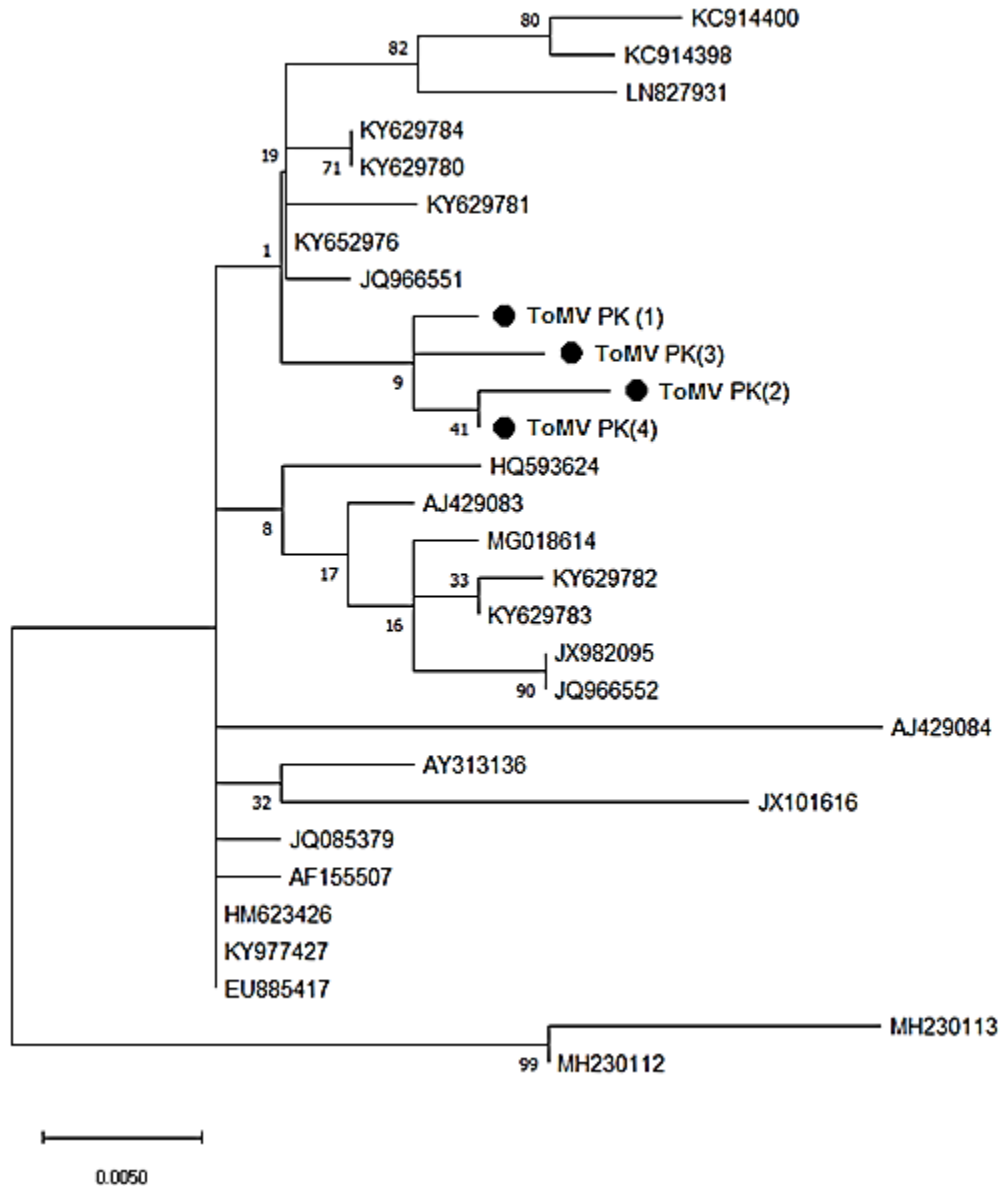 80
KC914400
KC914398
82
LN827931
KY629784
19
71
KY629780
KY629781
1
KY652976
JQ966551
ToMV PK (1)
ToMV PK(3)
9
ToMV PK(2)
41
ToMV PK(4)
HQ593624
AJ429083
8
MG018614
17
33
KY629782
KY629783
16
JX982095
90
JQ966552
AJ429084
AY313136
32
JX101616
JQ085379
AF155507
HM623426
KY977427
EU885417
MH230113
99
MH230112
0.0050